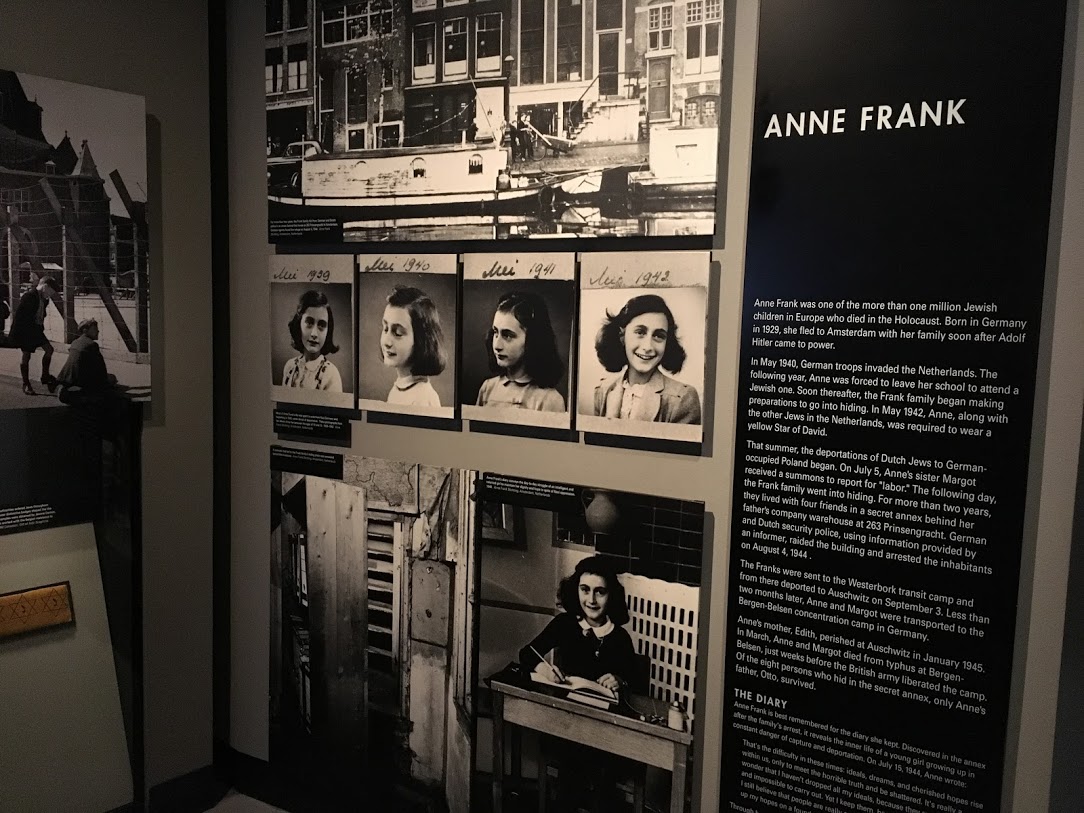 ANNE FRANK
Anne Frank was one of the more than one million Jewish
children in Europe who died in the Holocaust. Born in Germany
in 1929, she fled to Amsterdam with her family soon after Adolf
Hitler came to power.
In May 1940, German troops invaded the Netherlands. The
following year, Anne was forced to leave her school to attend a
Jewish one. Soon thereafter, the Frank family began making
preparations to go into hiding. In May 1942, Anne, along with
the other Jews in the Netherlands, was required to wear a
yellow Star of David.
That summer, the deportations of Dutch Jews to German-
occupied Poland began. On July 5, Anne's sister Margot
received a summons to report for "labor." The following day,
the Frank family went into hiding. For more than two years,
they lived with four friends in a secret annex behind her
father's company warehouse at 263 Prinsengracht. German
and Dutch security police, using information provided by
an informer, raided the building and arrested the inhabitants
on August 4, 1944 .
The Franks were sent to the Westerbork transit camp and
from there deported to Auschwitz on September 3. Less than
two months later, Anne and Margot were transported to the
Bergen-Belsen concentration camp in Germany.
Anne's mother, Edith, perished at Auschwitz in January 1945.
In March, Anne and Margot died from typhus at Bergen-
Belsen, just weeks before the British army liberated the camp.
Of the eight persons who hid in the secret annex, only Anne's
father, Otto, survived.
THE DIARY
Anne Frank is best remembered for the diary she kept. Discovered in the annex
after the family's arrest, it reveals the inner life of a young girl growing up in
constant danger of capture and deportation. On July 15, 1944, Anne wrote:
That's the difficulty in these times: ideals, dreams, and cherished hopes rise
within us, only to meet the horrible truth and be shattered. It's really a
wonder that I haven't dropped all my ideals, because they
and impossible to carry out. Yet I keep them,
I still believe that people are really
up my hopes on a
Mei 1939
Mei 1940
Mei 1941
1942